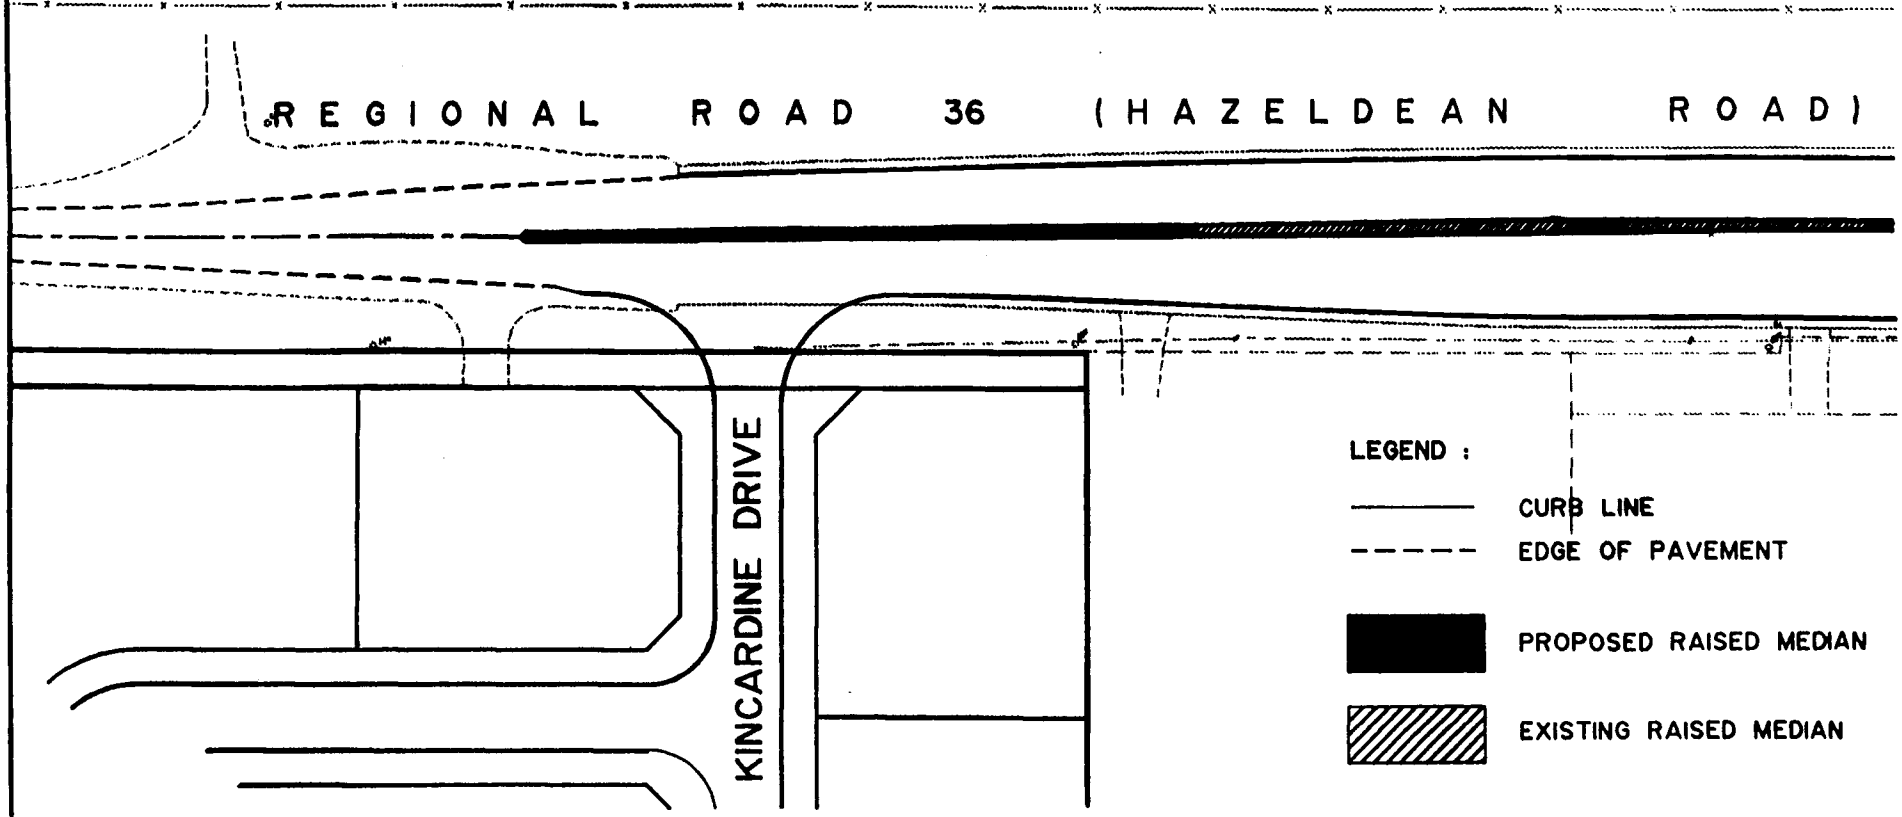 REGIONAL ROAD 36 (HAZELDEAN ROAD)
KINCARDINE DRIVE
LEGEND :
CURB LINE
EDGE OF PAVEMENT
PROPOSED RAISED MEDIAN
EXISTING RAISED MEDIAN